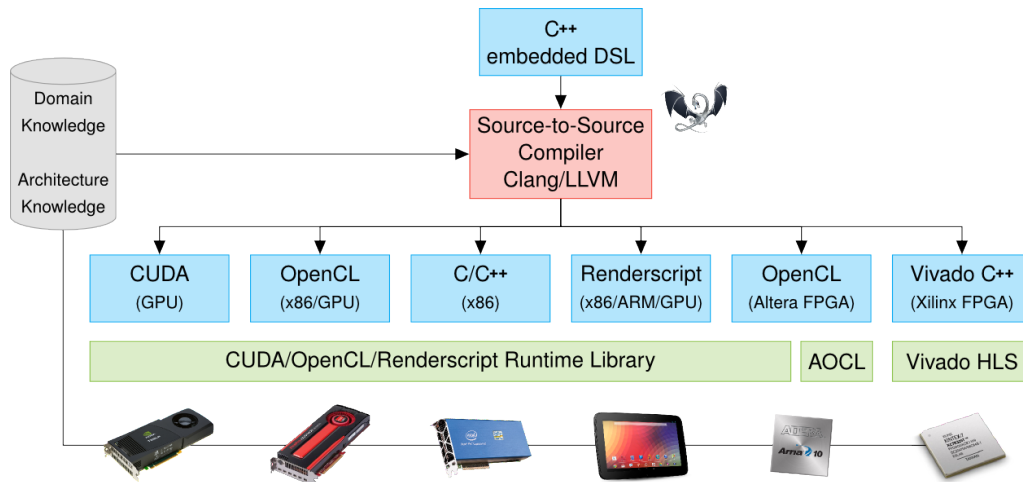 C++
embedded DSL
Domain
Knowledge
Architecture
Knowledge
Source-to-Source
Compiler
Clang/LLVM
CUDA
(GPU)
OpenCL
(x86/GPU)
C/C++
(x86)
Renderscript
(x86/ARM/GPU)
OpenCL
(Altera FPGA)
Vivado C++
(Xilinx FPGA)
CUDA/OpenCL/Renderscript Runtime Library
AOCL
Vivado HLS
ALTERA
Arria 10